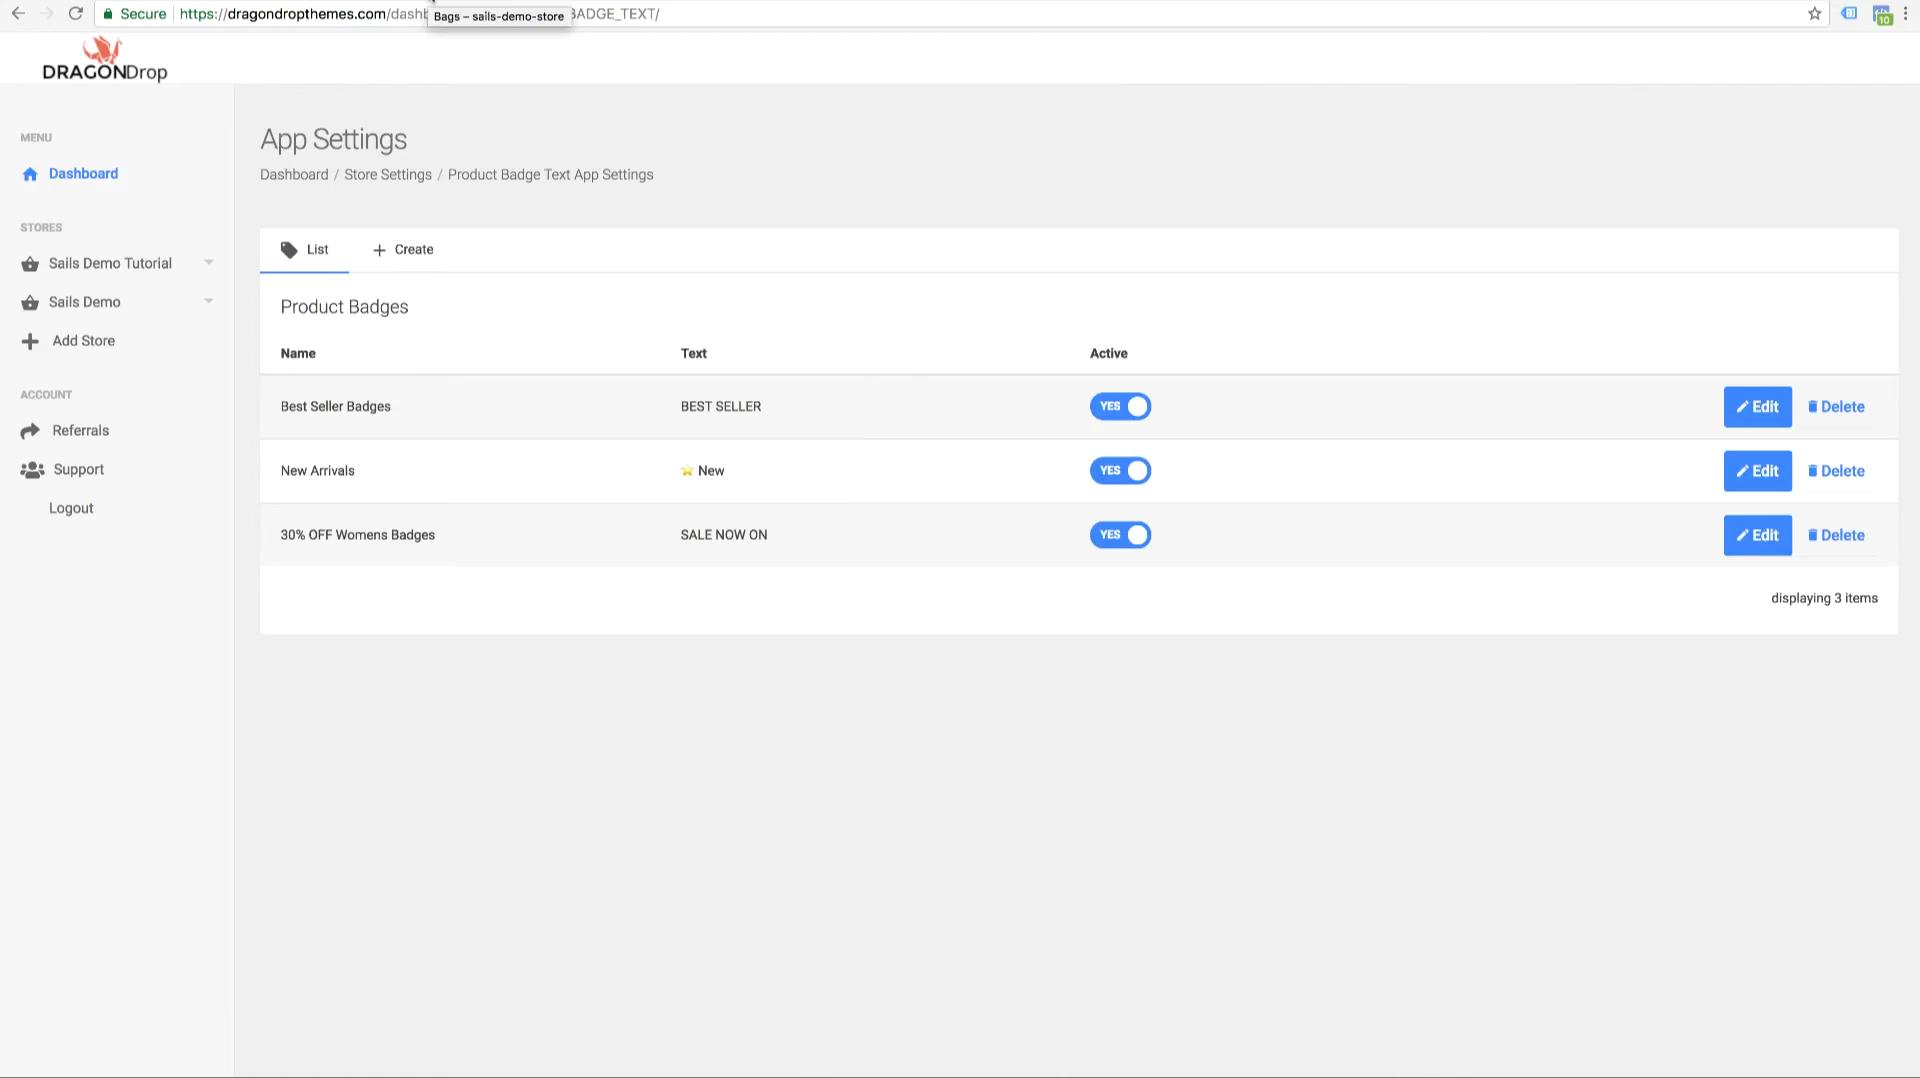 Secure https://dragondropthemes.com/dashb
Bags – sails-demo-store
BADGE_TEXT/
10
DRAGONDrop
MENU
Dashboard
STORES
Sails Demo Tutorial
Sails Demo
Add Store
ACCOUNT
Referrals
Support
Logout
App Settings
Dashboard / Store Settings / Product Badge Text App Settings
List Create
Product Badges
Name Text Active
Best Seller Badges BEST SELLER YES Edit Delete
New Arrivals ⭐ New YES Edit Delete
30% OFF Womens Badges SALE NOW ON YES Edit Delete
displaying 3 items